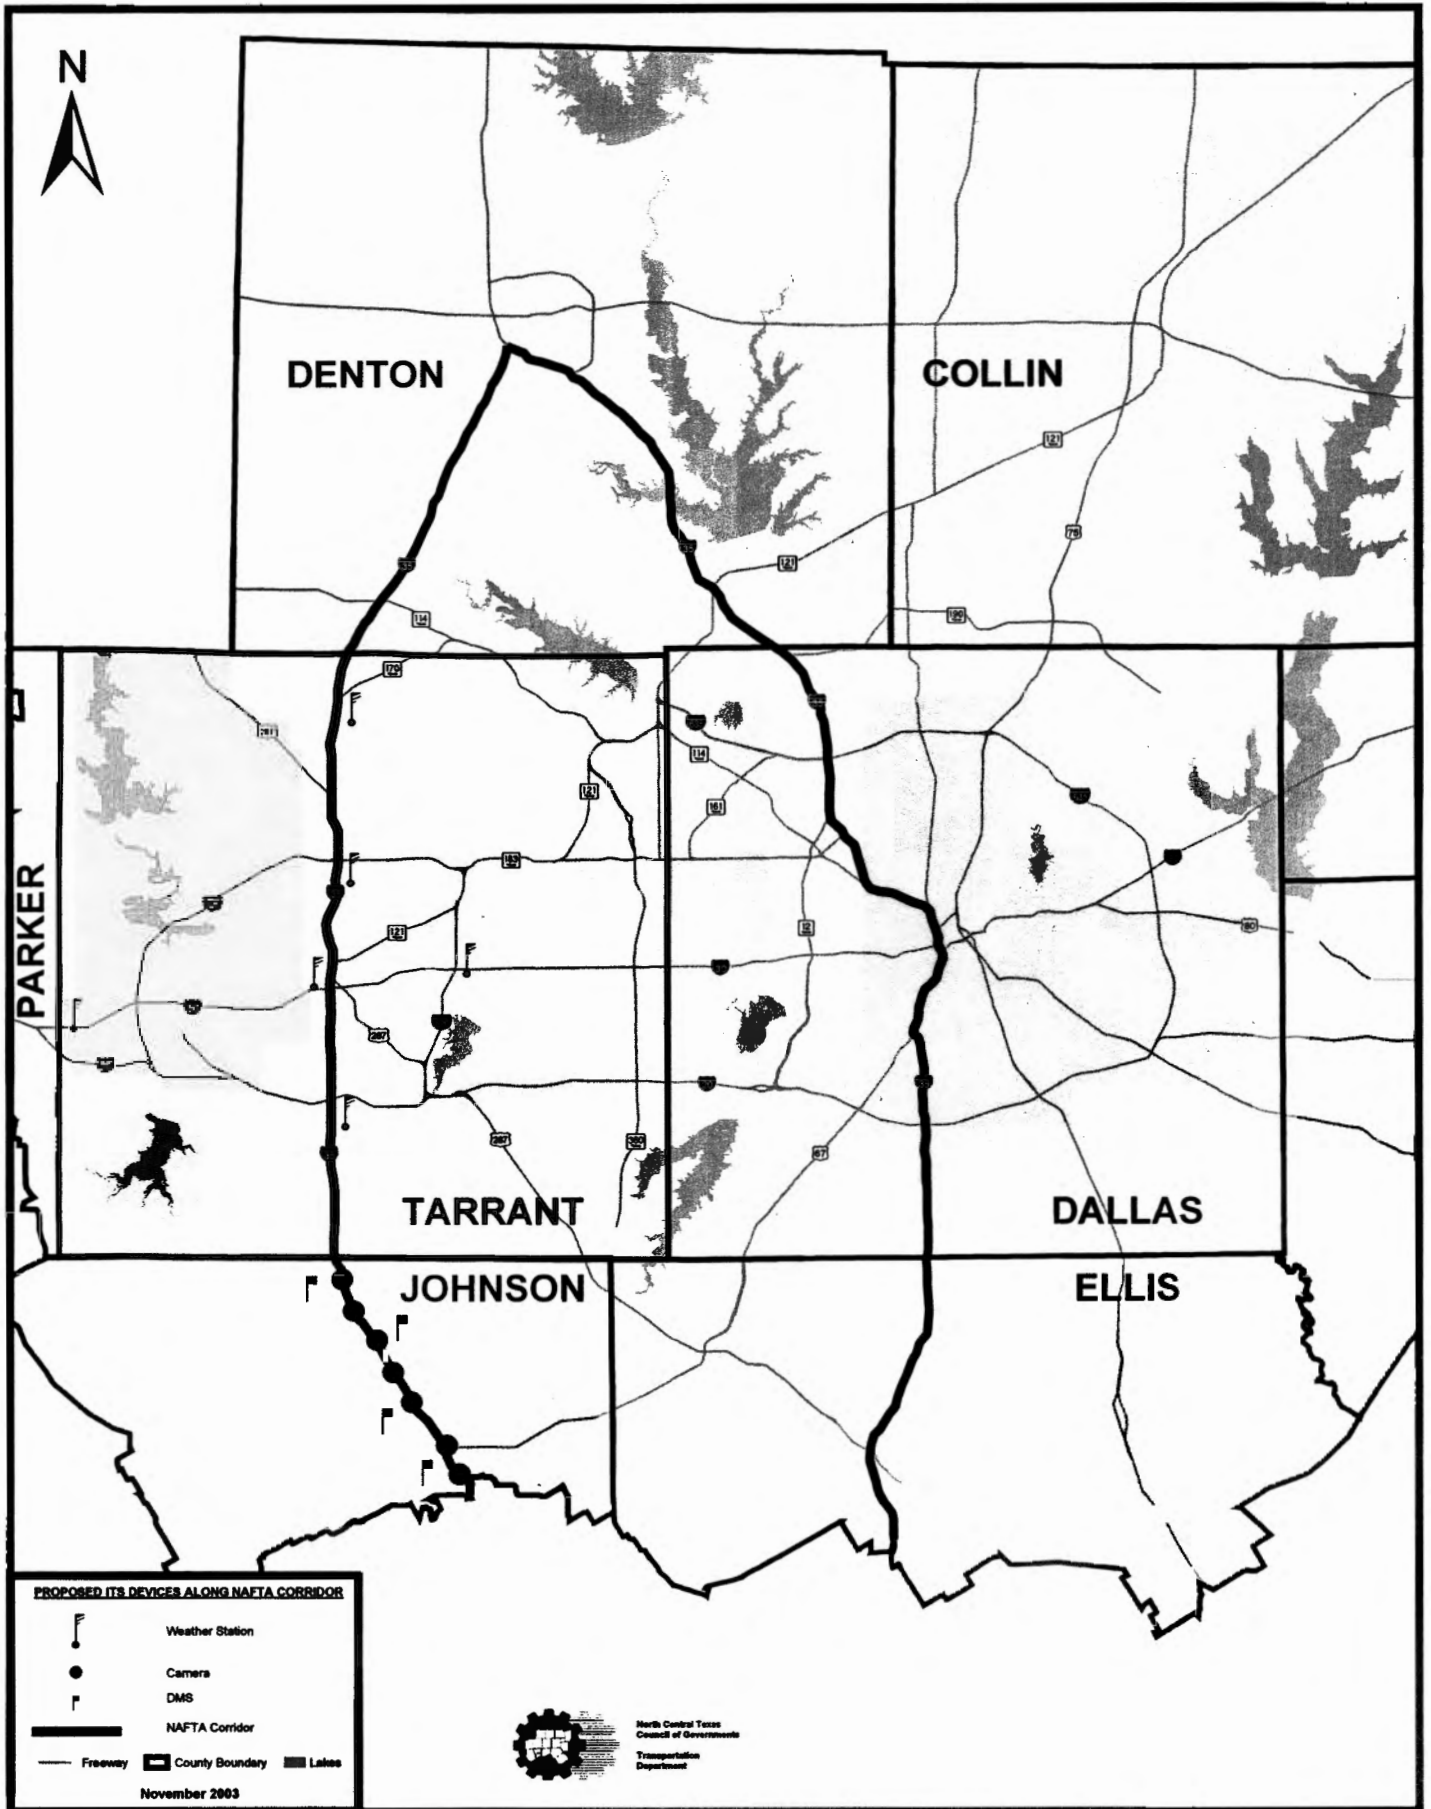 N
DENTON
COLLIN
121
75
121
114
190
170
114
121
161
183
121
12
80
287
287
360
67
PARKER
TARRANT
DALLAS
JOHNSON
ELLIS
PROPOSED ITS DEVICES ALONG NAFTA CORRIDOR
Weather Station
Camera
DMS
NAFTA Corridor
Freeway County Boundary Lakes
November 2003
North Central Texas
Council of Governments
Transportation
Department